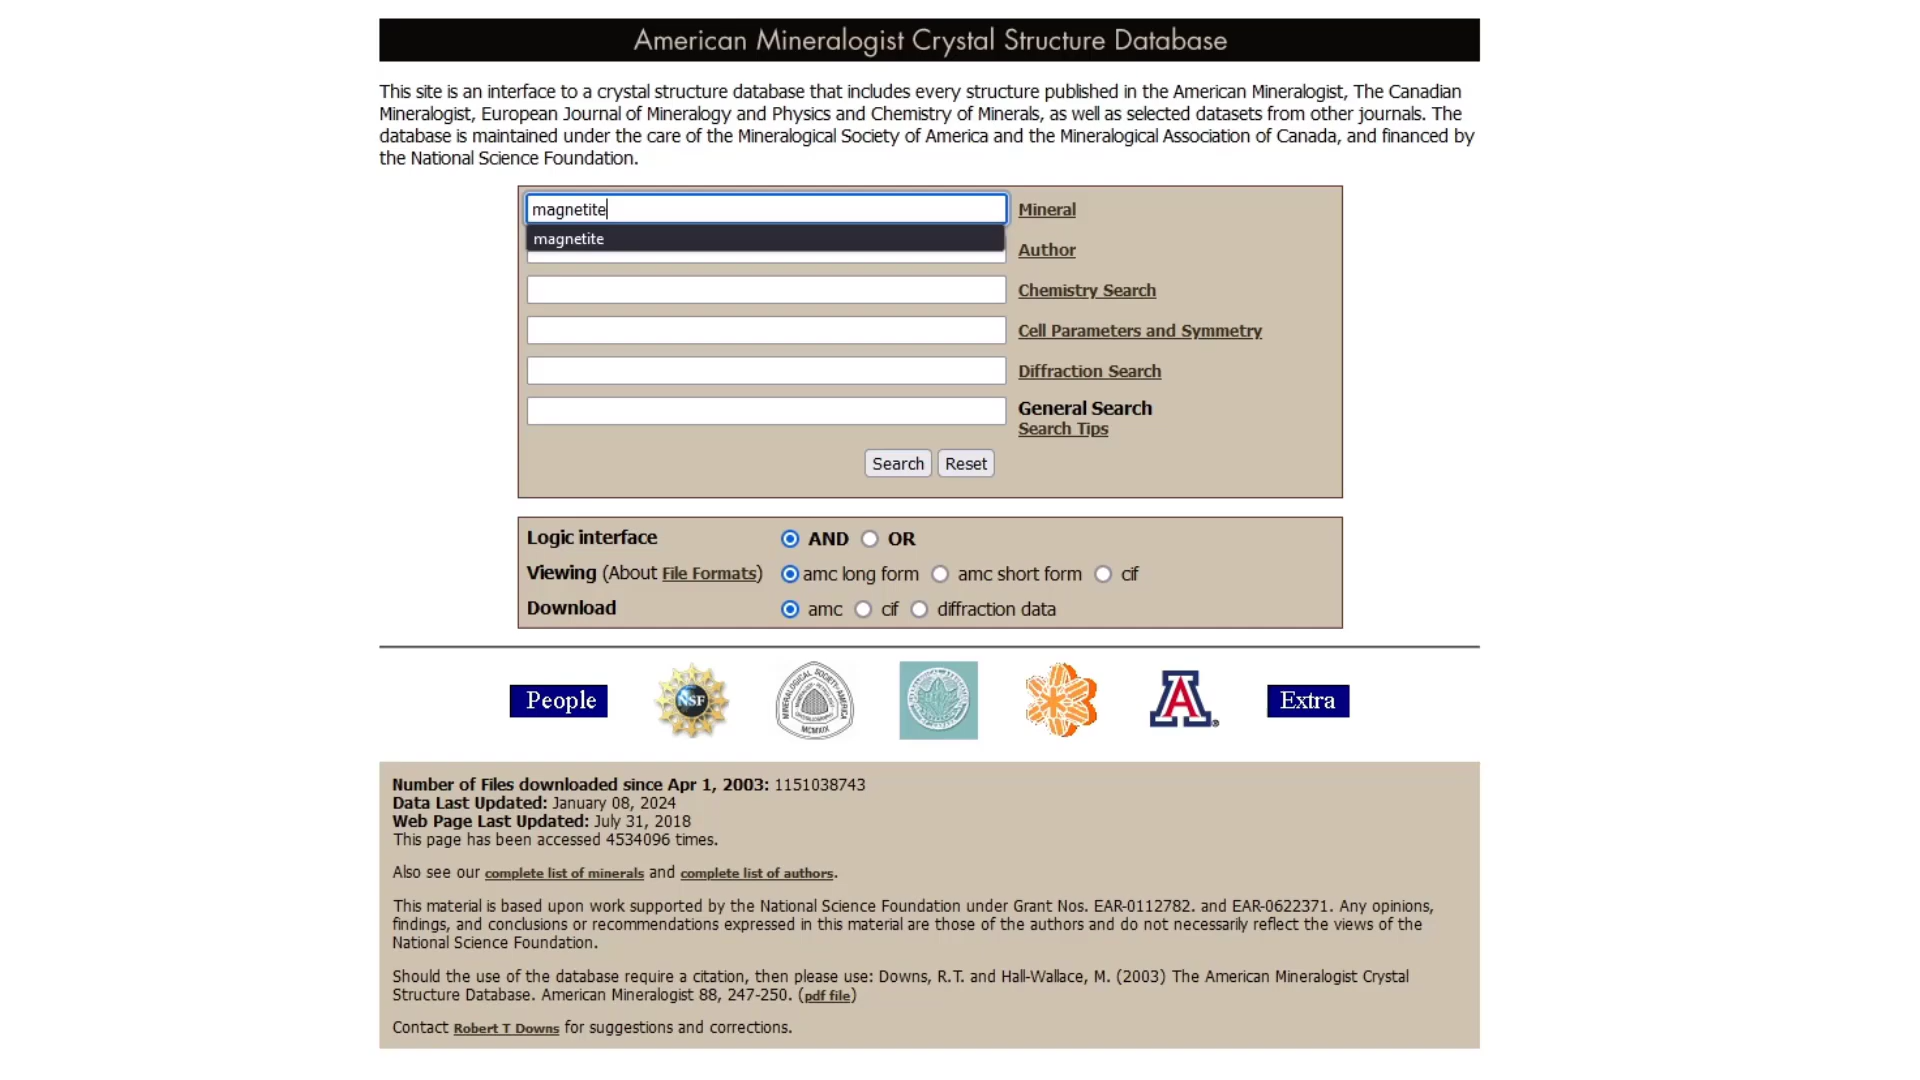 American Mineralogist Crystal Structure Database
This site is an interface to a crystal structure database that includes every structure published in the American Mineralogist, The Canadian
Mineralogist, European Journal of Mineralogy and Physics and Chemistry of Minerals, as well as selected datasets from other journals. The
database is maintained under the care of the Mineralogical Society of America and the Mineralogical Association of Canada, and financed by
the National Science Foundation.
magnetite Mineral
magnetite
Author
Chemistry Search
Cell Parameters and Symmetry
Diffraction Search
General Search
Search Tips
Search Reset
Logic interface AND OR
Viewing (About File Formats) amc long form amc short form cif
Download amc cif diffraction data
People NSF MINERALOGICAL SOCIETY AMERICA MCMXIX A Extra
Number of Files downloaded since Apr 1, 2003: 1151038743
Data Last Updated: January 08, 2024
Web Page Last Updated: July 31, 2018
This page has been accessed 4534096 times.
Also see our complete list of minerals and complete list of authors.
This material is based upon work supported by the National Science Foundation under Grant Nos. EAR-0112782. and EAR-0622371. Any opinions,
findings, and conclusions or recommendations expressed in this material are those of the authors and do not necessarily reflect the views of the
National Science Foundation.
Should the use of the database require a citation, then please use: Downs, R.T. and Hall-Wallace, M. (2003) The American Mineralogist Crystal
Structure Database. American Mineralogist 88, 247-250. (pdf file)
Contact Robert T Downs for suggestions and corrections.